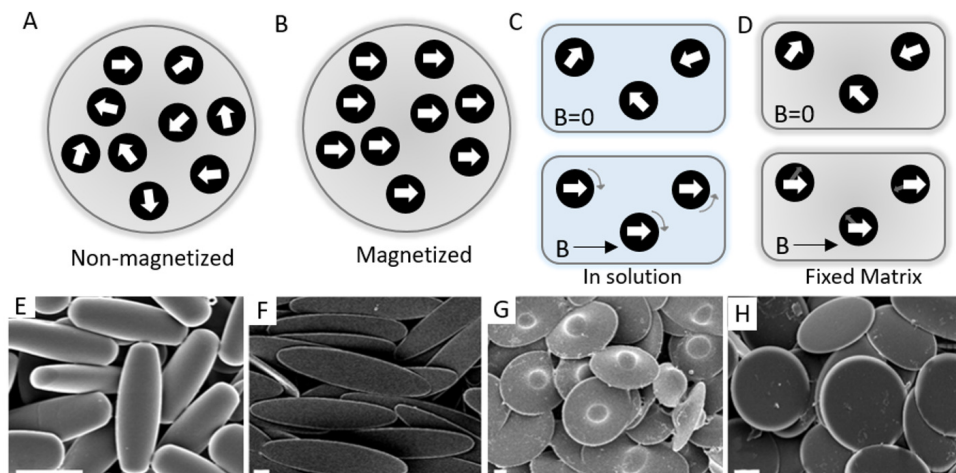 A
B
C
D
B=0
B=0
B
B
Non-magnetized
Magnetized
In solution
Fixed Matrix
E
F
G
H